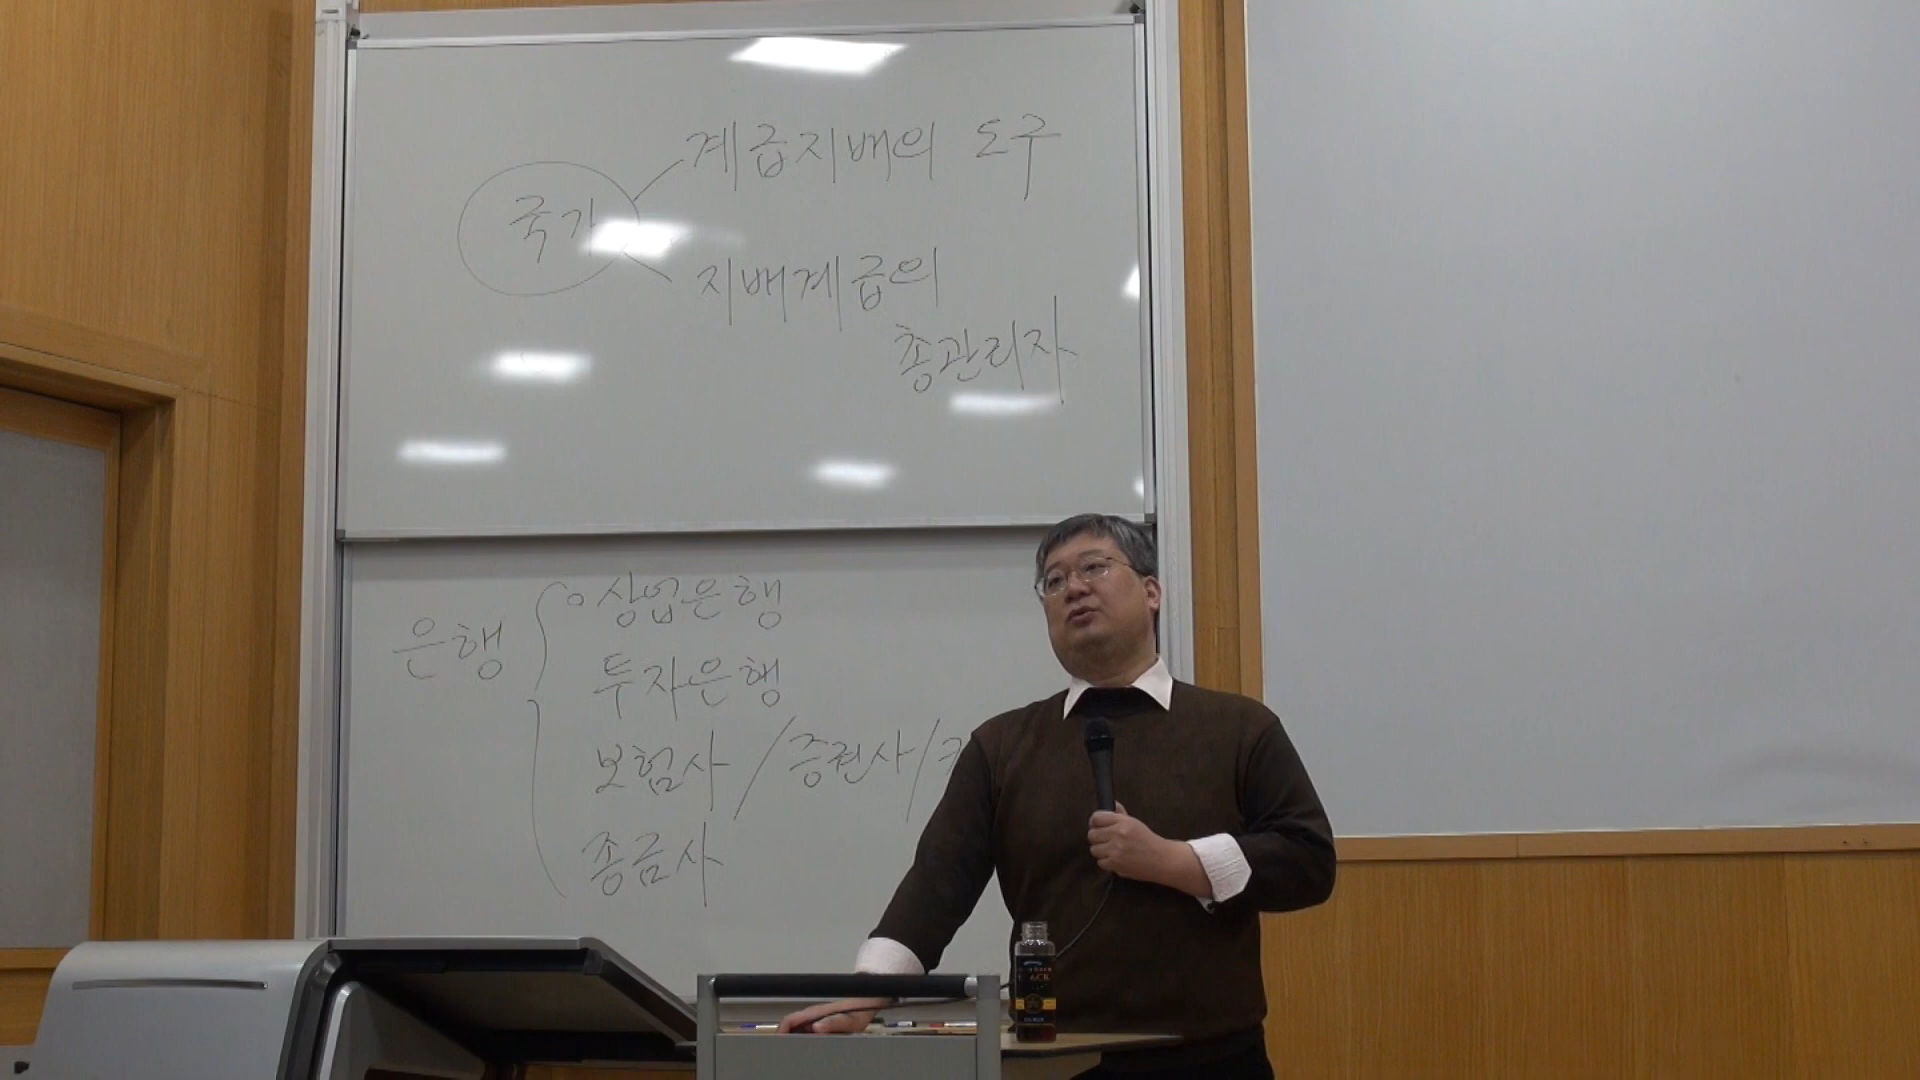 국가
계급지배의 도구
지배계급의
총관리자
은행
상업은행
투자은행
보험사 / 증권사 /
종금사